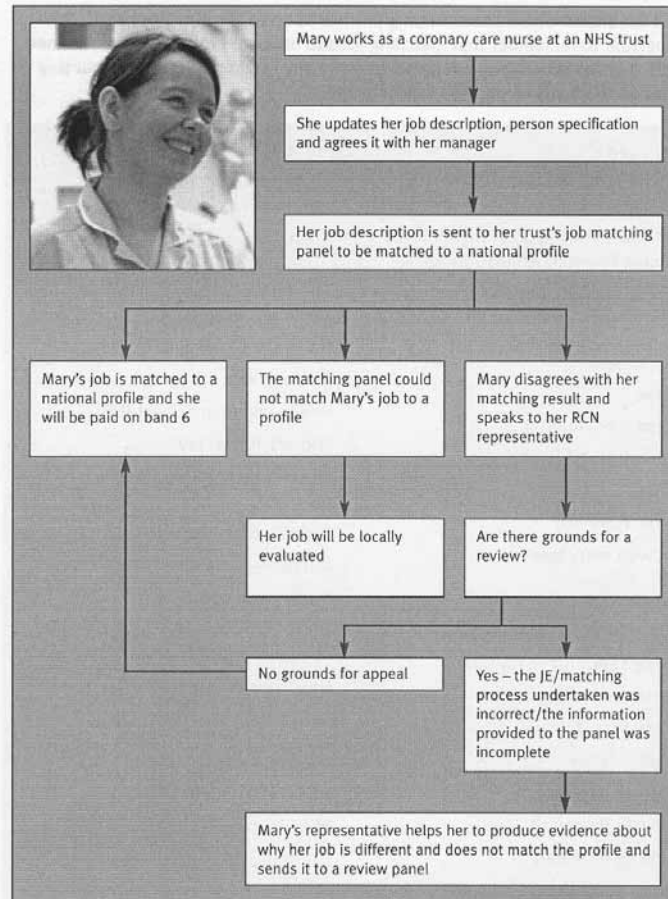 Mary works as a coronary care nurse at an NHS trust
She updates her job description, person specification
and agrees it with her manager
Her job description is sent to her trust's job matching
panel to be matched to a national profile
Mary's job is matched to a
national profile and she
will be paid on band 6
The matching panel could
not match Mary's job to a
profile
Mary disagrees with her
matching result and
speaks to her RCN
representative
Her job will be locally
evaluated
Are there grounds for a
review?
No grounds for appeal
Yes – the JE/matching
process undertaken was
incorrect/the information
provided to the panel was
incomplete
Mary's representative helps her to produce evidence about
why her job is different and does not match the profile and
sends it to a review panel